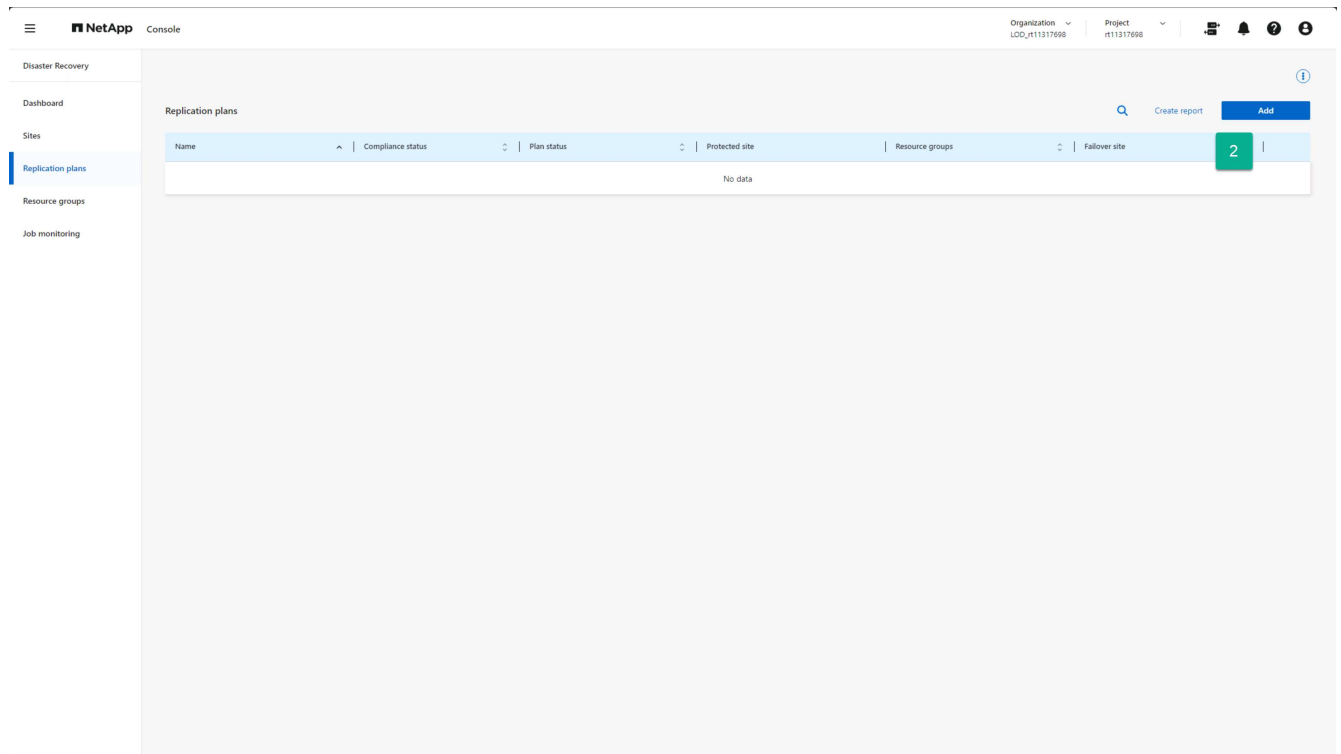 NetApp Console
Organization
LOD_rt11317698
Project
rt11317698
Disaster Recovery
Dashboard
Sites
Replication plans
Resource groups
Job monitoring
Replication plans
Create report
Add
Name Compliance status Plan status Protected site Resource groups Failover site
2
No data